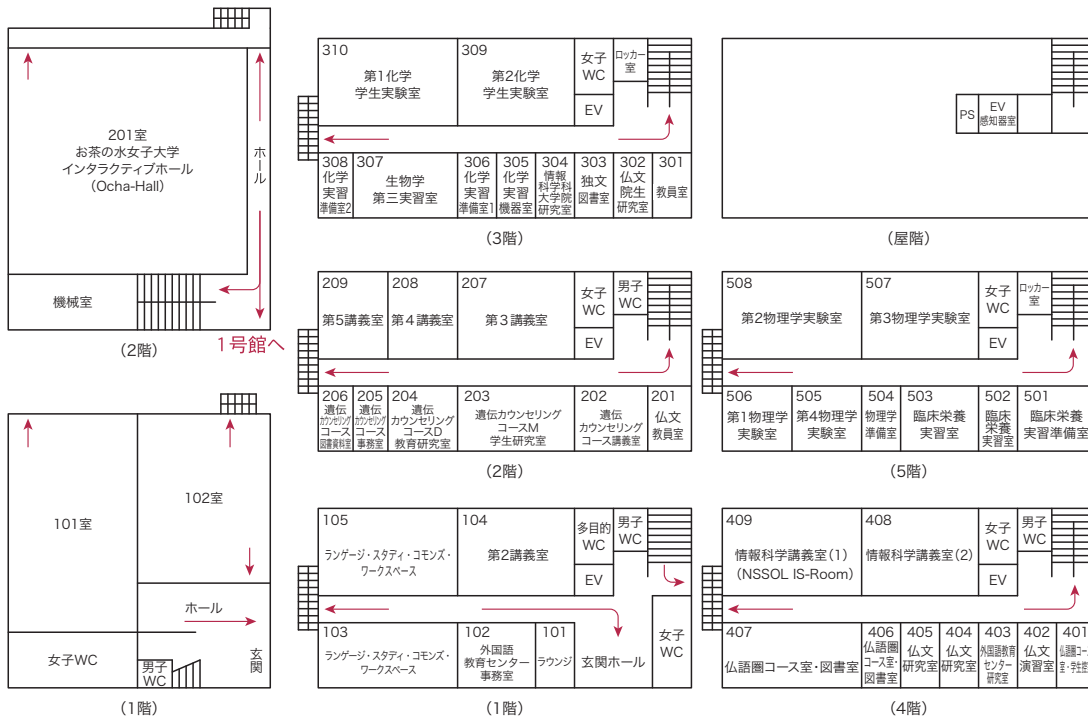 201室
お茶の水女子大学
インタラクティブホール
(Ocha-Hall)
ホール
機械室
(2階)
1号館へ
101室
102室
ホール
女子WC
男子
WC
玄関
(1階)
310
第1化学
学生実験室
309
第2化学
学生実験室
女子
WC
ロッカー
室
EV
308
化学
実習
準備室2
307
生物学
第三実習室
306
化学
実習
準備室1
305
化学
実習
機器室
304
情報
科学科
大学院
研究室
303
独文
図書室
302
仏文
院生
研究室
301
教員室
(3階)
209
第5講義室
208
第4講義室
207
第3講義室
女子
WC
男子
WC
EV
206
遺伝
カウンセリング
コース
図書資料室
205
遺伝
カウンセリング
コース
事務室
204
遺伝
カウンセリング
コースD
教育研究室
203
遺伝カウンセリング
コースM
学生研究室
202
遺伝
カウンセリング
コース講義室
201
仏文
教員室
(2階)
105
ランゲージ・スタディ・コモンズ・
ワークスペース
104
第2講義室
多目的
WC
男子
WC
EV
103
ランゲージ・スタディ・コモンズ・
ワークスペース
102
外国語
教育センター
事務室
101
ラウンジ
玄関ホール
女子
WC
(1階)
PS
EV
感知器室
(屋階)
508
第2物理学実験室
507
第3物理学実験室
女子
WC
ロッカー
室
EV
506
第1物理学
実験室
505
第4物理学
実験室
504
物理学
準備室
503
臨床栄養
実習室
502
臨床
栄養
実習室
501
臨床栄養
実習準備室
(5階)
409
情報科学講義室(1)
(NSSOL IS-Room)
408
情報科学講義室(2)
女子
WC
男子
WC
EV
407
仏語圏コース室・図書室
406
仏語圏
コース室・
図書室
405
仏文
研究室
404
仏文
研究室
403
外国語教育
センター
研究室
402
仏文
演習室
401
仏語圏コース
(4階)